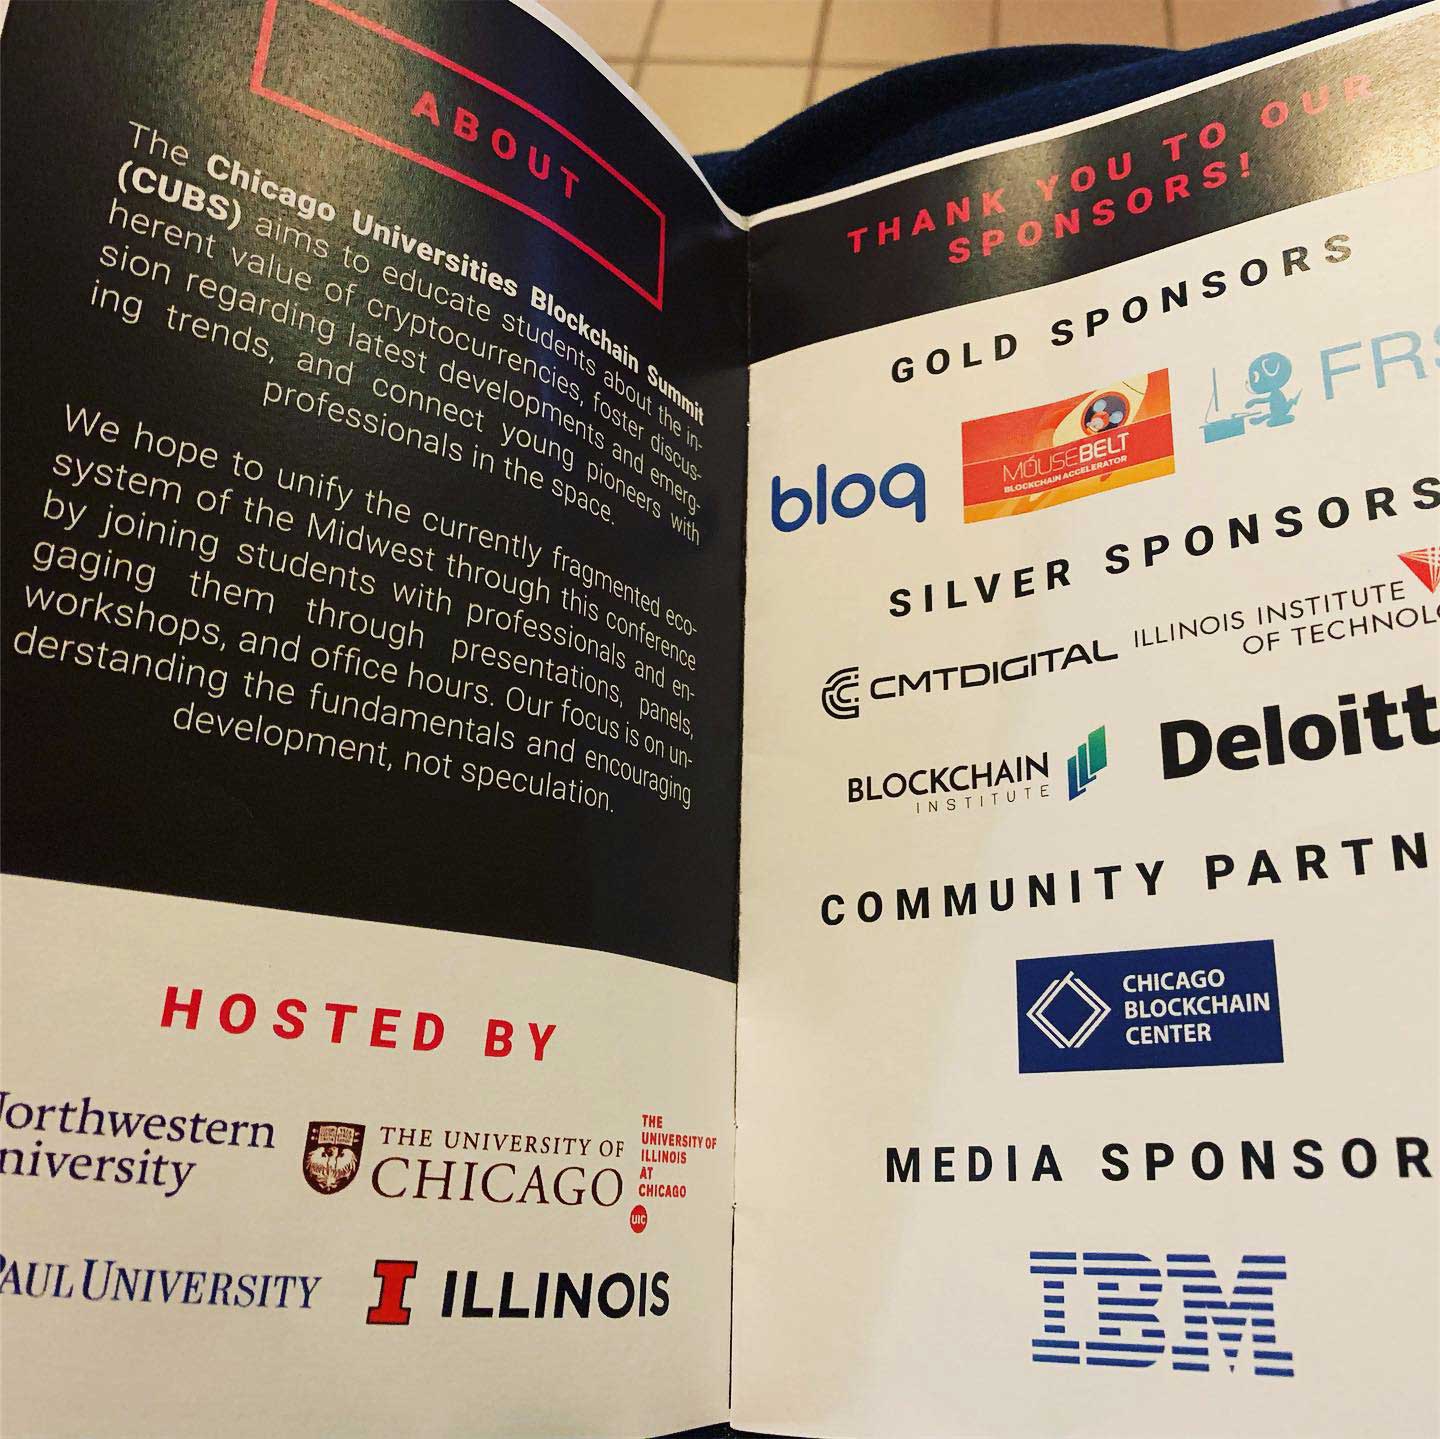 ABOUT
The Chicago Universities Blockchain Summit
(CUBS) aims to educate students about the in-
herent value of cryptocurrencies, foster discus-
sion regarding latest developments and emerg-
ing trends, and connect young pioneers with
professionals in the space.
We hope to unify the currently fragmented eco-
system of the Midwest through this conference
by joining students with professionals and en-
gaging them through presentations, panels,
workshops, and office hours. Our focus is on un-
derstanding the fundamentals and encouraging
development, not speculation.
HOSTED BY
orthwestern
niversity
THE UNIVERSITY OF
CHICAGO
THE
UNIVERSITY OF
ILLINOIS
AT
CHICAGO
UIC
PAUL UNIVERSITY
I ILLINOIS
THANK YOU TO OUR
SPONSORS!
GOLD SPONSORS
bloq
MOUSEBELT
BLOCKCHAIN ACCELERATOR
FRS
SILVER SPONSORS
CMTDIGITAL
ILLINOIS INSTITUTE
OF TECHNOLO
BLOCKCHAIN
INSTITUTE
Deloitt
COMMUNITY PARTN
CHICAGO
BLOCKCHAIN
CENTER
MEDIA SPONSOR
IBM